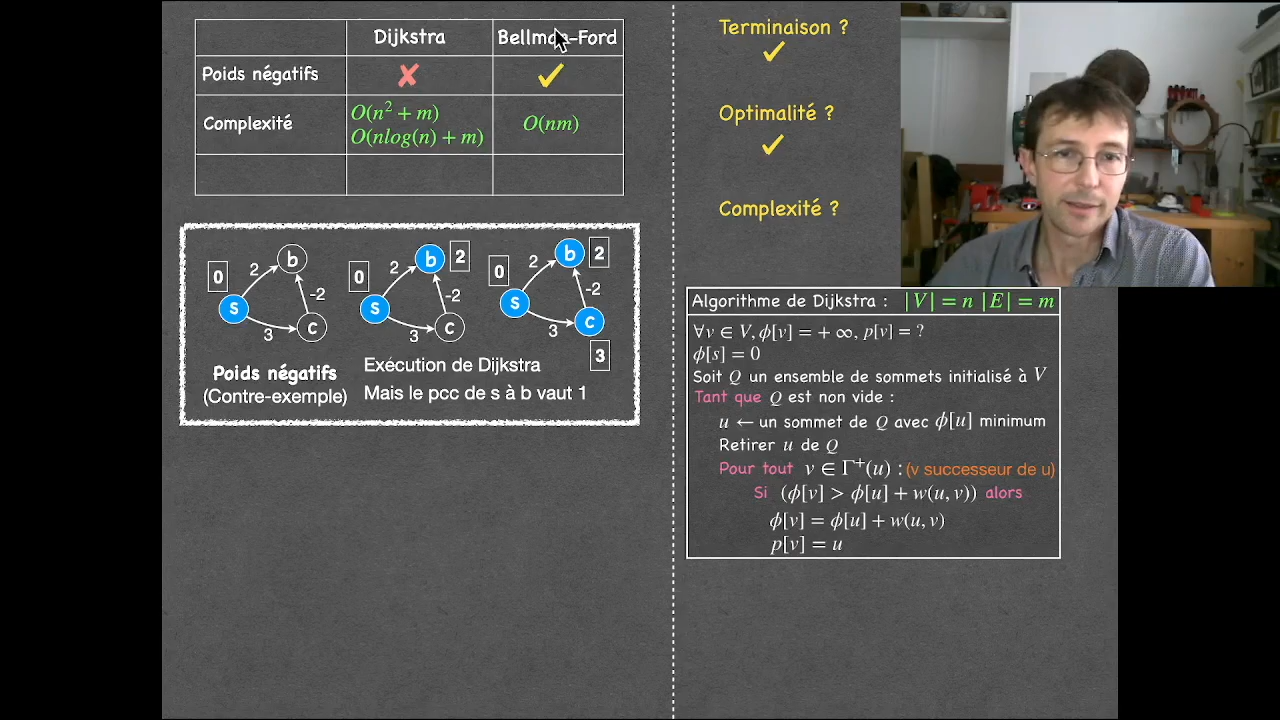 Dijkstra Bellman-Ford
Poids négatifs ✘ ✓
Complexité O(n² + m) O(nm)
O(nlog(n) + m)
0 2 b -2 s 3 c
0 2 b 2 -2 s 3 c
0 2 b 2 -2 s 3 c 3
Poids négatifs
(Contre-exemple)
Exécution de Dijkstra
Mais le pcc de s à b vaut 1
Terminaison ?
✓
Optimalité ?
✓
Complexité ?
Algorithme de Dijkstra : |V| = n |E| = m
∀v ∈ V, ϕ[v] = + ∞, p[v] = ?
ϕ[s] = 0
Soit Q un ensemble de sommets initialisé à V
Tant que Q est non vide :
u ← un sommet de Q avec ϕ[u] minimum
Retirer u de Q
Pour tout v ∈ Γ⁺(u) : (v successeur de u)
Si (ϕ[v] > ϕ[u] + w(u, v)) alors
ϕ[v] = ϕ[u] + w(u, v)
p[v] = u